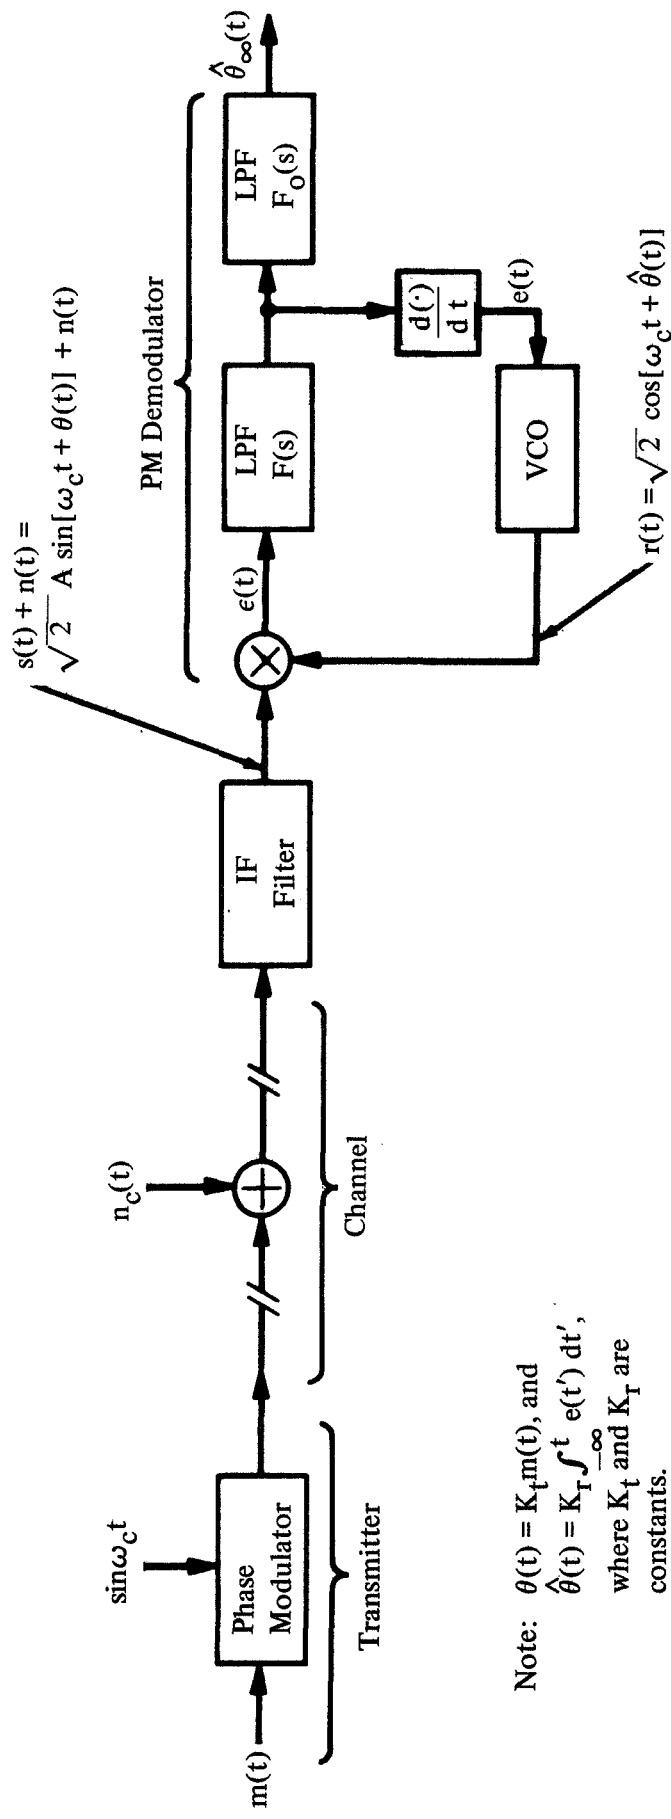 m(t)
sinω_c t
Phase
Modulator
Transmitter
n_c(t)
Channel
IF
Filter
s(t) + n(t) =
√2 A sin[ω_c t + θ(t)] + n(t)
PM Demodulator
ϵ(t)
LPF
F(s)
LPF
F_o(s)
θ̂_∞(t)
d(·)
d t
e(t)
VCO
r(t) = √2 cos[ω_c t + θ̂(t)]
Note: θ(t) = K_t m(t), and
θ̂(t) = K_r ∫_{-∞}^t e(t′) dt′,
where K_t and K_r are
constants.